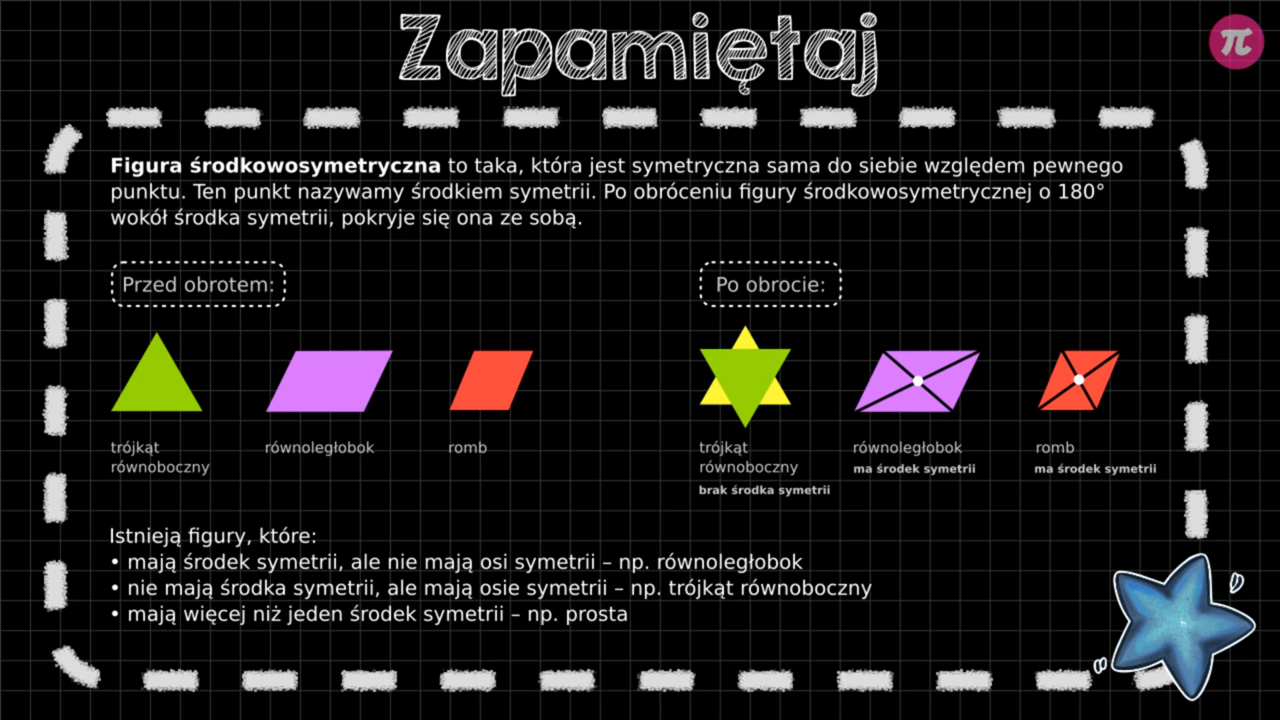 Zapamiętaj
π
Figura środkowosymetryczna to taka, która jest symetryczna sama do siebie względem pewnego
punktu. Ten punkt nazywamy środkiem symetrii. Po obróceniu figury środkowosymetrycznej o 180°
wokół środka symetrii, pokryje się ona ze sobą.
Przed obrotem:
Po obrocie:
trójkąt
równoboczny
równoległobok
romb
trójkąt
równoboczny
brak środka symetrii
równoległobok
ma środek symetrii
romb
ma środek symetrii
Istnieją figury, które:
• mają środek symetrii, ale nie mają osi symetrii – np. równoległobok
• nie mają środka symetrii, ale mają osie symetrii – np. trójkąt równoboczny
• mają więcej niż jeden środek symetrii – np. prosta